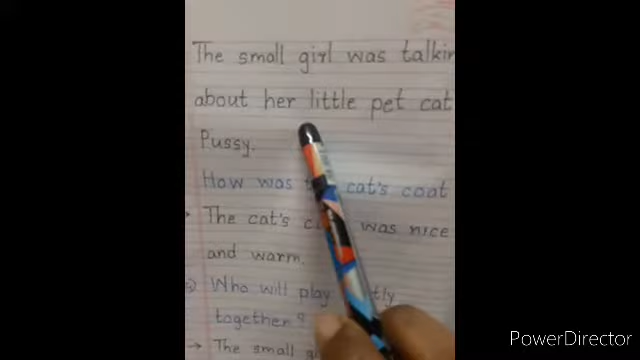 The small girl was talkin
about her little pet cat
Pussy.
How was cat's coat
The cat's was nice
and warm.
Who will play
together?
→ The small
PowerDirector